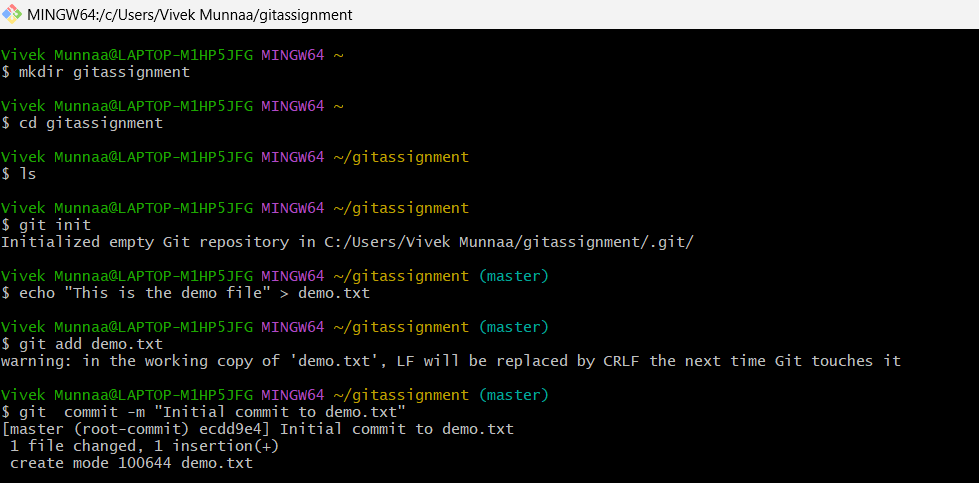 MINGW64:/c/Users/Vivek Munnaa/gitassignment
Vivek Munnaa@LAPTOP-M1HP5JFG MINGW64 ~
$ mkdir gitassignment
Vivek Munnaa@LAPTOP-M1HP5JFG MINGW64 ~
$ cd gitassignment
Vivek Munnaa@LAPTOP-M1HP5JFG MINGW64 ~/gitassignment
$ ls
Vivek Munnaa@LAPTOP-M1HP5JFG MINGW64 ~/gitassignment
$ git init
Initialized empty Git repository in C:/Users/Vivek Munnaa/gitassignment/.git/
Vivek Munnaa@LAPTOP-M1HP5JFG MINGW64 ~/gitassignment (master)
$ echo "This is the demo file" > demo.txt
Vivek Munnaa@LAPTOP-M1HP5JFG MINGW64 ~/gitassignment (master)
$ git add demo.txt
warning: in the working copy of 'demo.txt', LF will be replaced by CRLF the next time Git touches it
Vivek Munnaa@LAPTOP-M1HP5JFG MINGW64 ~/gitassignment (master)
$ git  commit -m "Initial commit to demo.txt"
[master (root-commit) ecdd9e4] Initial commit to demo.txt
 1 file changed, 1 insertion(+)
 create mode 100644 demo.txt